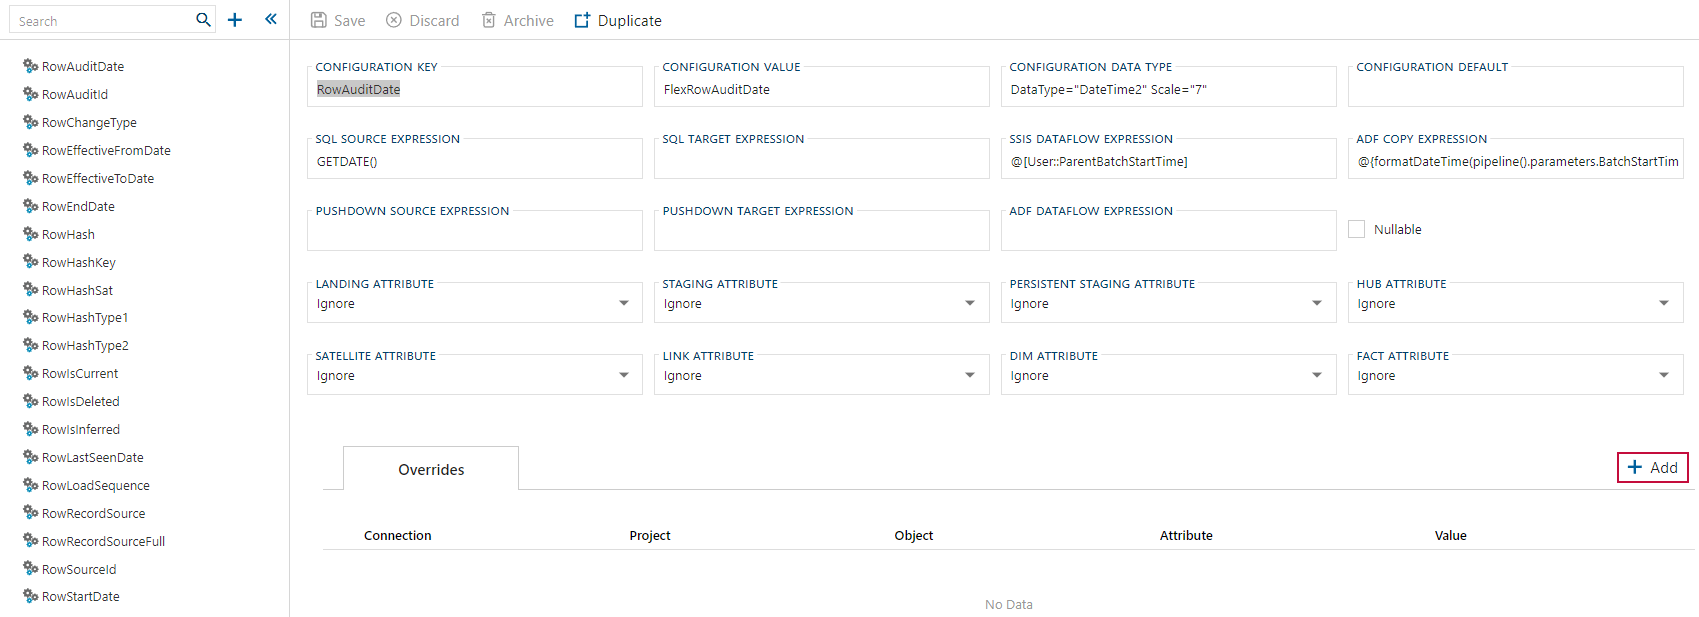 Search
Save Discard Archive Duplicate
RowAuditDate
RowAuditId
RowChangeType
RowEffectiveFromDate
RowEffectiveToDate
RowEndDate
RowHash
RowHashKey
RowHashSat
RowHashType1
RowHashType2
RowIsCurrent
RowIsDeleted
RowIsInferred
RowLastSeenDate
RowLoadSequence
RowRecordSource
RowRecordSourceFull
RowSourceId
RowStartDate
CONFIGURATION KEY CONFIGURATION VALUE CONFIGURATION DATA TYPE CONFIGURATION DEFAULT
RowAuditDate FlexRowAuditDate DataType="DateTime2" Scale="7"
SQL SOURCE EXPRESSION SQL TARGET EXPRESSION SSIS DATAFLOW EXPRESSION ADF COPY EXPRESSION
GETDATE() @[User::ParentBatchStartTime] @{formatDateTime(pipeline().parameters.BatchStartTim
PUSHDOWN SOURCE EXPRESSION PUSHDOWN TARGET EXPRESSION ADF DATAFLOW EXPRESSION
Nullable
LANDING ATTRIBUTE STAGING ATTRIBUTE PERSISTENT STAGING ATTRIBUTE HUB ATTRIBUTE
Ignore Ignore Ignore Ignore
SATELLITE ATTRIBUTE LINK ATTRIBUTE DIM ATTRIBUTE FACT ATTRIBUTE
Ignore Ignore Ignore Ignore
Overrides Add
Connection Project Object Attribute Value
No Data